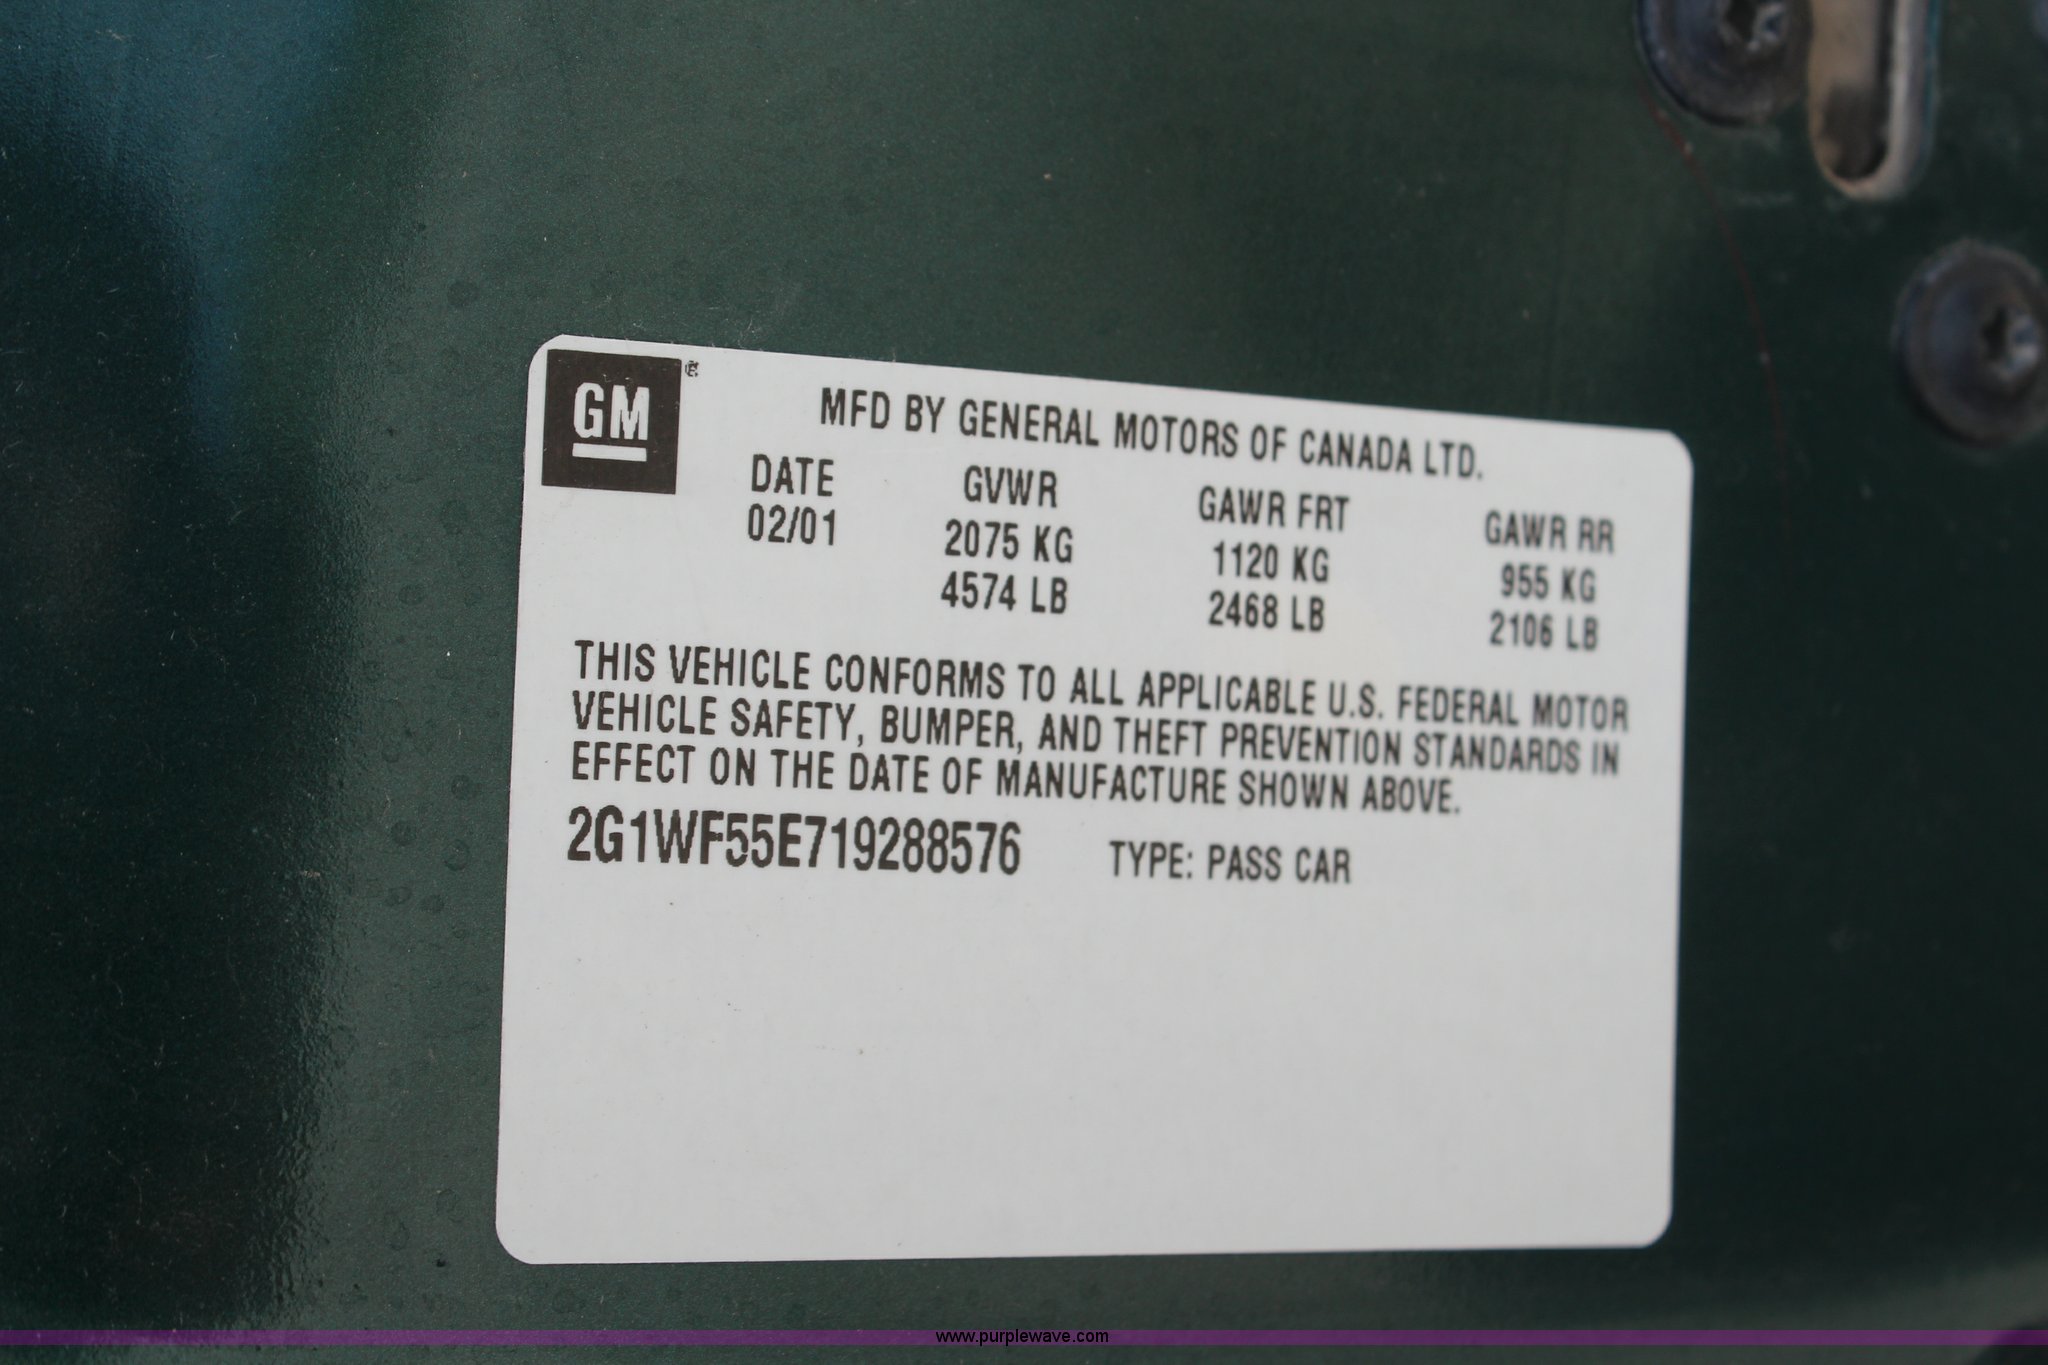 GM
MFD BY GENERAL MOTORS OF CANADA LTD.
DATE GVWR GAWR FRT GAWR RR
02/01 2075 KG 1120 KG 955 KG
4574 LB 2468 LB 2106 LB
THIS VEHICLE CONFORMS TO ALL APPLICABLE U.S. FEDERAL MOTOR
VEHICLE SAFETY, BUMPER, AND THEFT PREVENTION STANDARDS IN
EFFECT ON THE DATE OF MANUFACTURE SHOWN ABOVE.
2G1WF55E719288576 TYPE: PASS CAR
www.purplewave.com